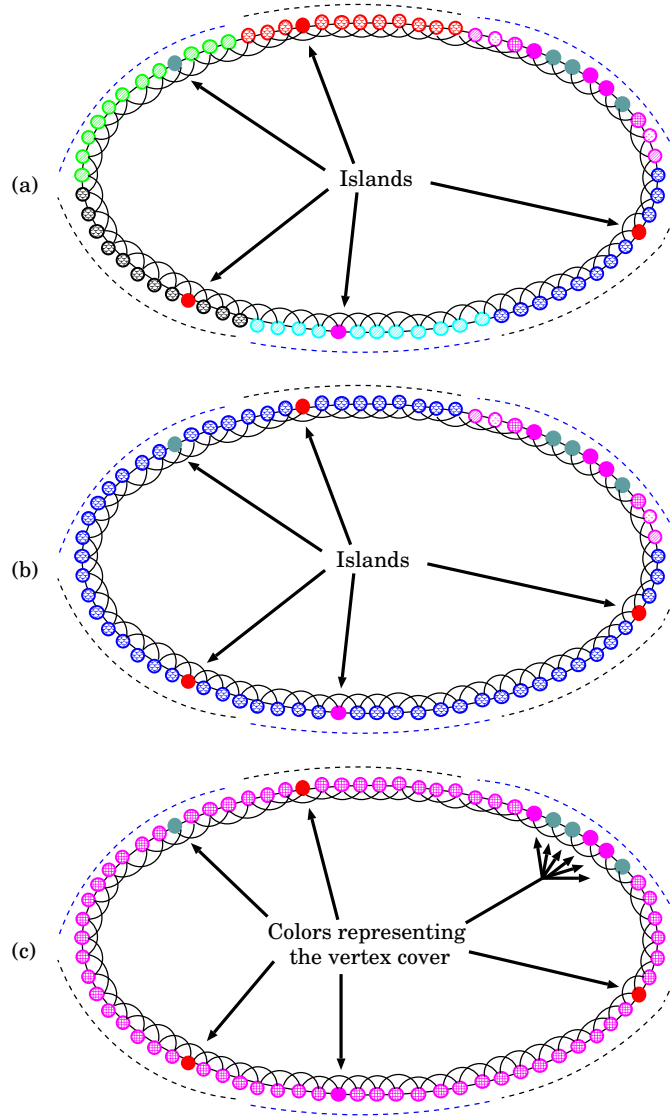 (a)
Islands
(b)
Islands
(c)
Colors representing
the vertex cover